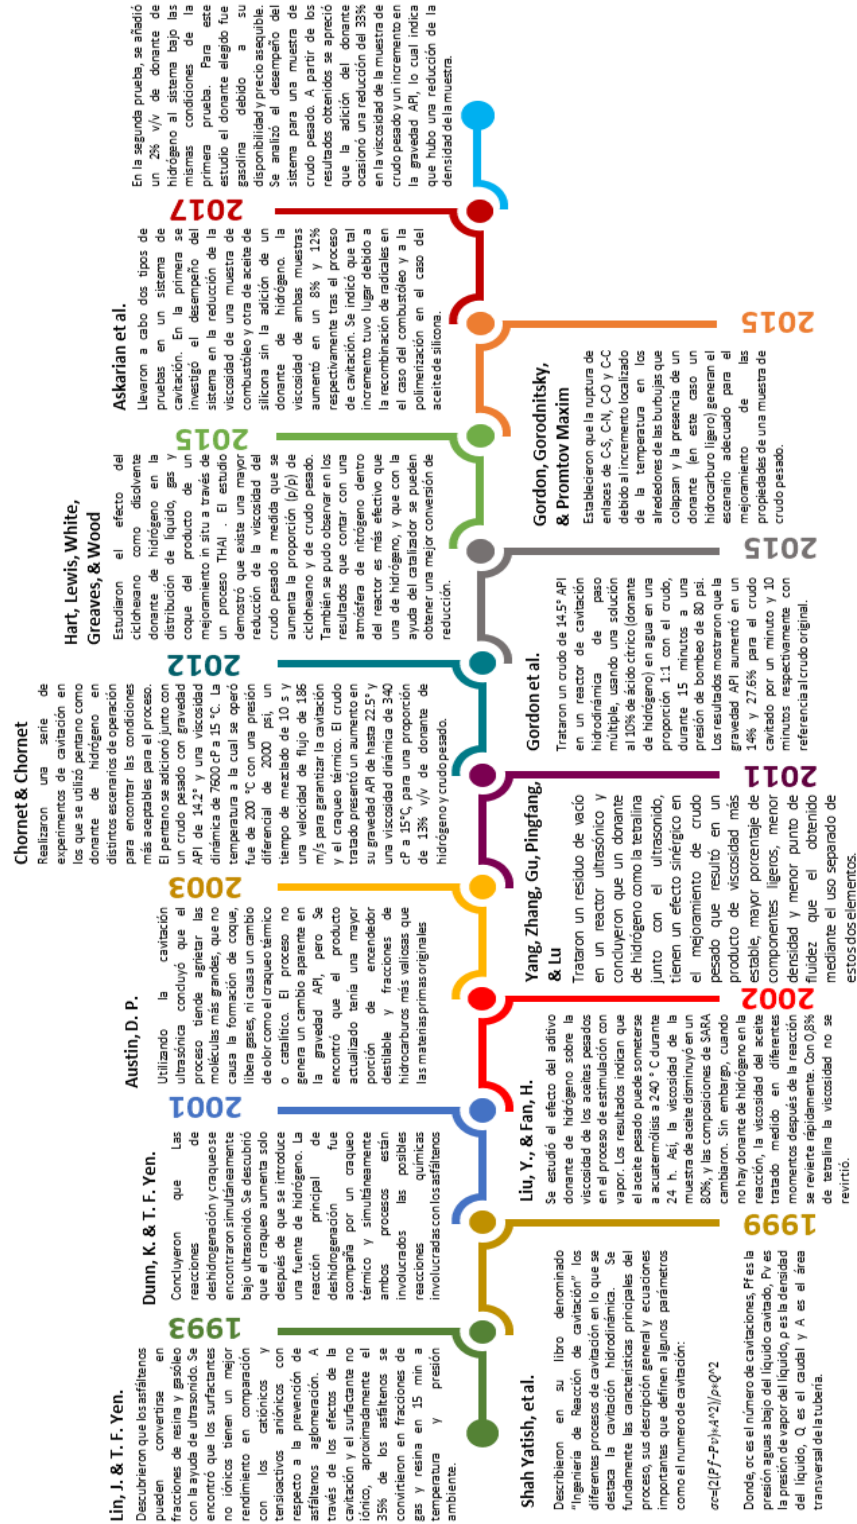 Lin, J. & T. F. Yen.
Descubrieron que los asfáltenos
pueden convertirse en
fracciones de resina y gasóleo
con la ayuda de ultrasonido. Se
encontró que los surfactantes
no iónicos tienen un mejor
rendimiento en comparación
con los catiónicos y
tensioactivos aniónicos con
respecto a la prevención de
asfáltenos aglomeración. A
través de los efectos de la
cavitación y el surfactante no
iónico, aproximadamente el
35% de los asfáltenos se
convirtieron en fracciones de
gas y resina en 15 min a
temperatura y presión
ambiente.
1993
Dunn, K. & T. F. Yen.
Concluyeron que Las
reacciones de
deshidrogenación y craqueo se
encontraron simultáneamente
bajo ultrasonido. Se descubrió
que el craqueo aumenta solo
después de que se introduce
una fuente de hidrógeno. La
reacción principal de
deshidrogenación fue
acompaña por un craqueo
térmico y simultáneamente
ambos procesos están
involucrados las posibles
reacciones químicas
involucradas con los asfáltenos
2001
Austin, D. P.
Utilizando la cavitación
ultrasónica concluyó que el
proceso tiende agrietar las
moléculas más grandes, que no
causa la formación de coque,
libera gases, ni causa un cambio
de olor como el craqueo térmico
o catalítico. El proceso no
genera un cambio aparente en
la gravedad API, pero Se
encontró que el producto
actualizado tenía una mayor
porción de encendedor
destilable y fracciones de
hidrocarburos más valiosas que
las materias primas originales
2003
Chornet & Chornet
Realizaron una serie de
experimentos de cavitación en
los que se utilizó pentano como
donante de hidrógeno en
distintos escenarios de operación
para encontrar las condiciones
más aceptables para el proceso.
El pentano se adicionó junto con
un crudo pesado con gravedad
API de 14.2° y una viscosidad
dinámica de 7600 cP a 15 °C. La
temperatura a la cual se operó
fue de 200 °C con una presión
diferencial de 2000 psi, un
tiempo de mezclado de 10 s y
una velocidad de flujo de 186
m/s para garantizar la cavitación
y el craqueo térmico. El crudo
tratado presentó un aumento en
su gravedad API de hasta 22.5° y
una viscosidad dinámica de 340
cP a 15°C, para una proporción
de 13% v/v de donante de
hidrógeno y crudo pesado.
2012
Hart, Lewis, White,
Greaves, & Wood
Estudiaron el efecto del
ciclohexano como disolvente
donante de hidrógeno en la
distribución de líquido, gas y
coque del producto de un
mejoramiento in situ a través de
un proceso THAI . El estudio
demostró que existe una mayor
reducción de la viscosidad del
crudo pesado a medida que se
aumenta la proporción (p/p) de
ciclohexano y de crudo pesado.
También se pudo observar en los
resultados que contar con una
atmósfera de nitrógeno dentro
del reactor es más efectivo que
una de hidrógeno, y que con la
ayuda del catalizador se pueden
obtener una mejor conversión de
reducción.
2015
Askarian et al.
Llevaron a cabo dos tipos de
pruebas en un sistema de
cavitación. En la primera se
investigó el desempeño del
sistema en la reducción de la
viscosidad de una muestra de
combustóleo y otra de aceite de
silicona sin la adición de un
donante de hidrógeno. la
viscosidad de ambas muestras
aumentó en un 8% y 12%
respectivamente tras el proceso
de cavitación. Se indicó que tal
incremento tuvo lugar debido a
la recombinación de radicales en
el caso del combustóleo y a la
polimerización en el caso del
aceite de silicona.
2017
En la segunda prueba, se añadió
un 2% v/v de donante de
hidrógeno al sistema bajo las
mismas condiciones de la
primera prueba. Para este
estudio el donante elegido fue
gasolina debido a su
disponibilidad y precio asequible.
Se analizó el desempeño del
sistema para una muestra de
crudo pesado. A partir de los
resultados obtenidos se apreció
que la adición del donante
ocasionó una reducción del 33%
en la viscosidad de la muestra de
crudo pesado y un incremento en
la gravedad API, lo cual indica
que hubo una reducción de la
densidad de la muestra.
Shah Yatish, et al.
Describieron en su libro denominado
"Ingeniería de Reacción de cavitación" los
diferentes procesos de cavitación en lo que se
destaca la cavitación hidrodinámica. Se
fundamente las características principales del
proceso, sus descripción general y ecuaciones
importantes que definen algunos parámetros
como el numero de cavitación:
σc=(2(Pf−Pv)∗A^2)/ρ∗Q^2
Donde, σc es el número de cavitaciones, Pf es la
presión aguas abajo del líquido cavitado, Pv es
la presión de vapor del líquido, ρ es la densidad
del líquido, Q es el caudal y A es el área
transversal de la tubería.
1999
Liu, Y., & Fan, H.
Se estudió el efecto del aditivo
donante de hidrógeno sobre la
viscosidad de los aceites pesados
en el proceso de estimulación con
vapor. Los resultados indican que
el aceite pesado puede someterse
a acuatermólisis a 240 ° C durante
24 h. Así, la viscosidad de la
muestra de aceite disminuyó en un
80%, y las composiciones de SARA
cambiaron. Sin embargo, cuando
no hay donante de hidrógeno en la
reacción, la viscosidad del aceite
tratado medido en diferentes
momentos después de la reacción
se revierte rápidamente. Con 0,8%
de tetralina la viscosidad no se
revirtió.
2002
Yang, Zhang, Gu, Pingfang,
& Lu
Trataron un residuo de vacío
en un reactor ultrasónico y
concluyeron que un donante
de hidrógeno como la tetralina
junto con el ultrasonido,
tienen un efecto sinérgico en
el mejoramiento de crudo
pesado que resultó en un
producto de viscosidad más
estable, mayor porcentaje de
componentes ligeros, menor
densidad y menor punto de
fluidez que el obtenido
mediante el uso separado de
estos dos elementos.
2011
Gordon et al.
Trataron un crudo de 14.5° API
en un reactor de cavitación
hidrodinámica de paso
múltiple, usando una solución
al 10% de ácido cítrico (donante
de hidrógeno) en agua en una
proporción 1:1 con el crudo,
durante 15 minutos a una
presión de bombeo de 80 psi.
Los resultados mostraron que la
gravedad API aumentó en un
14% y 27.6% para el crudo
cavitado por un minuto y 10
minutos respectivamente con
referencia al crudo original.
2015
Gordon, Gorodnitsky,
& Promtov Maxim
Establecieron que la ruptura de
enlaces de C-S, C-N, C-O y C-C
debido al incremento localizado
de la temperatura en los
alrededores de las burbujas que
colapsan y la presencia de un
donante (en este caso un
hidrocarburo ligero) generan el
escenario adecuado para el
mejoramiento de las
propiedades de una muestra de
crudo pesado.
2015